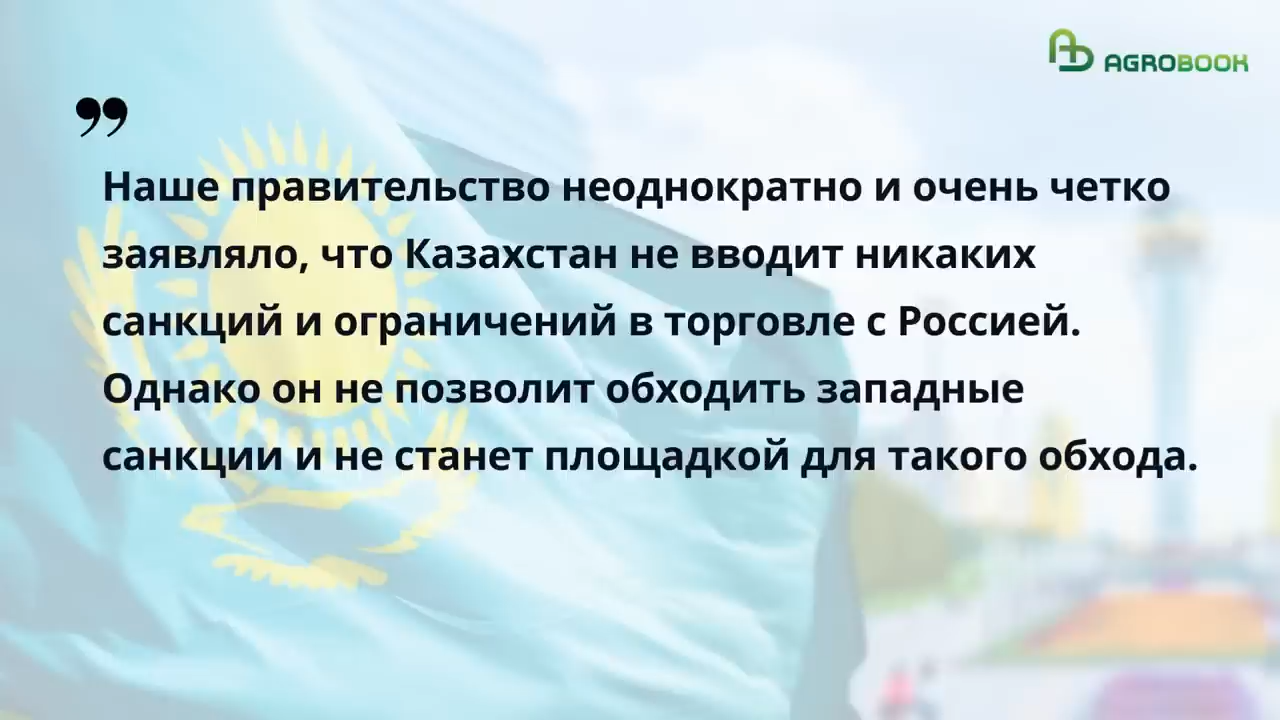 AGROBOOK
”
Наше правительство неоднократно и очень четко
заявляло, что Казахстан не вводит никаких
санкций и ограничений в торговле с Россией.
Однако он не позволит обходить западные
санкции и не станет площадкой для такого обхода.